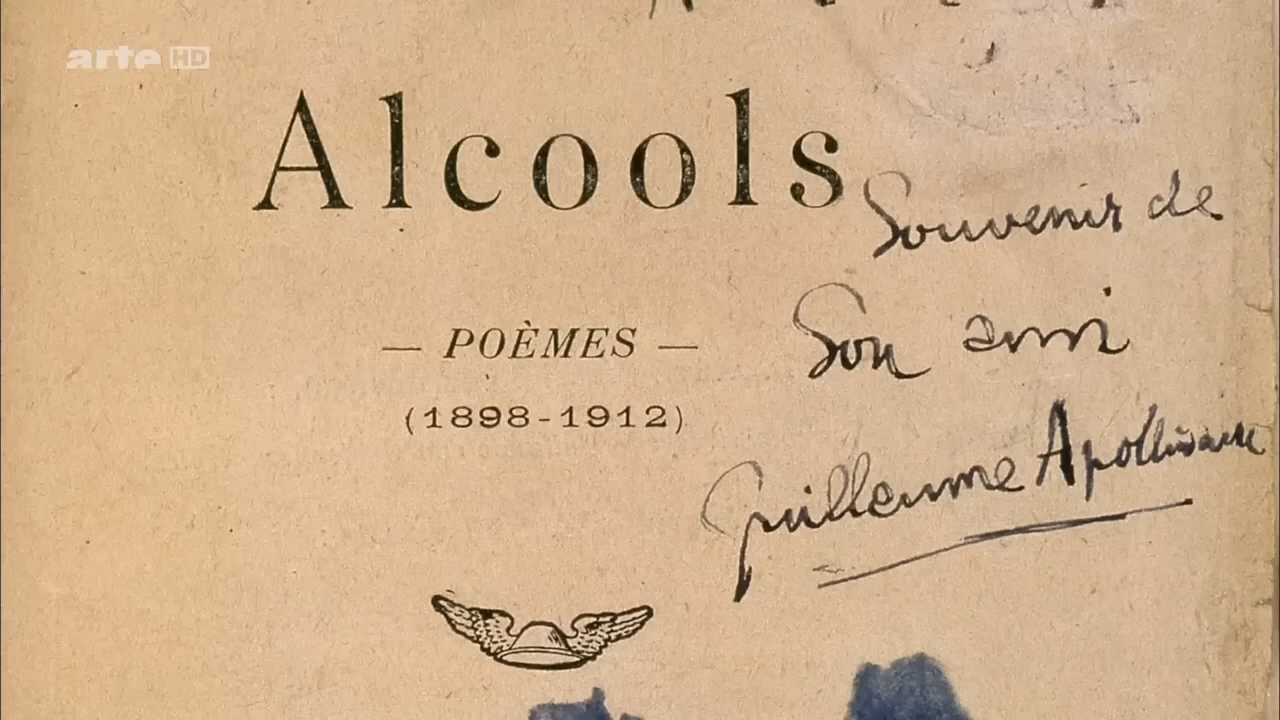 arte HD
Alcools
Souvenir de
Son ami
Guillaume Apollinaire
— POÈMES —
(1898-1912)